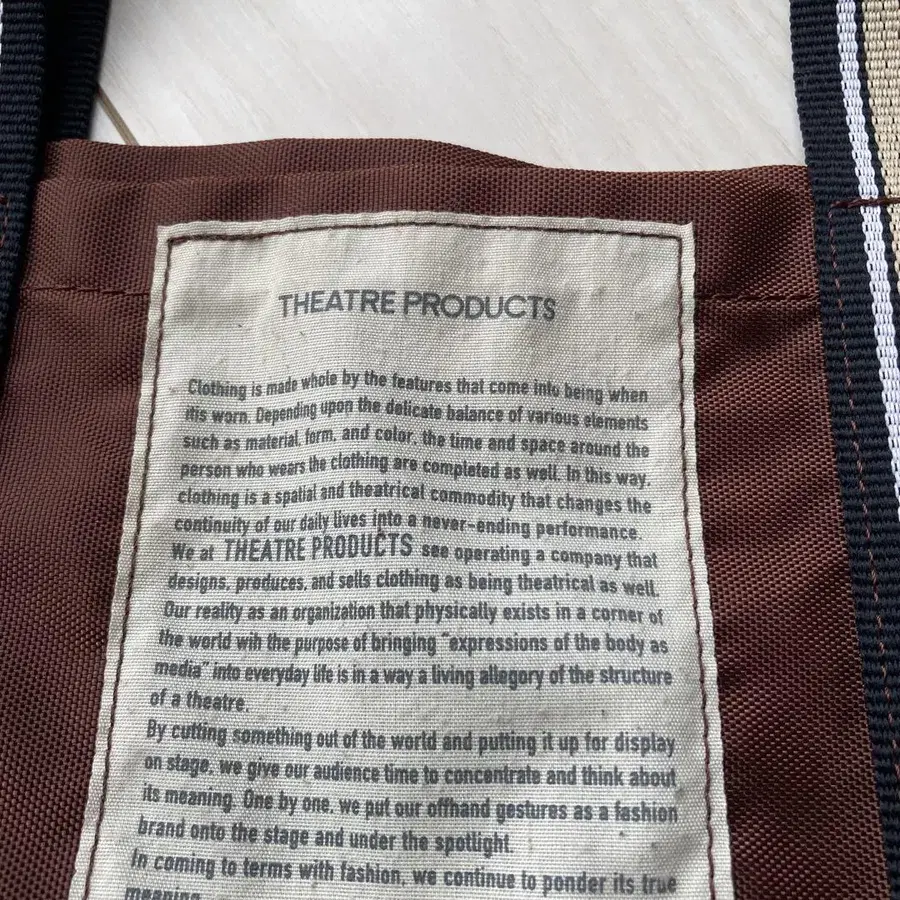 THEATRE PRODUCTS
Clothing is made whole by the features that come into being when
itis worn. Depending upon the delicate balance of various elements
such as material, form, and color, the time and space around the
person who wears the clothing are completed as well. In this way,
clothing is a spatial and theatrical commodity that changes the
continuity of our daily lives into a never-ending performance.
We at THEATRE PRODUCTS see operating a company that
designs, produces, and sells clothing as being theatrical as well.
Our reality as an organization that physically exists in a corner of
the world wih the purpose of bringing "expressions of the body as
media" into everyday life is in a way a living allegory of the structure
of a theatre.
By cutting something out of the world and putting it up for display
on stage, we give our audience time to concentrate and think about
its meaning. One by one, we put our offhand gestures as a fashion
brand onto the stage and under the spotlight.
In coming to terms with fashion, we continue to ponder its true
meaning.